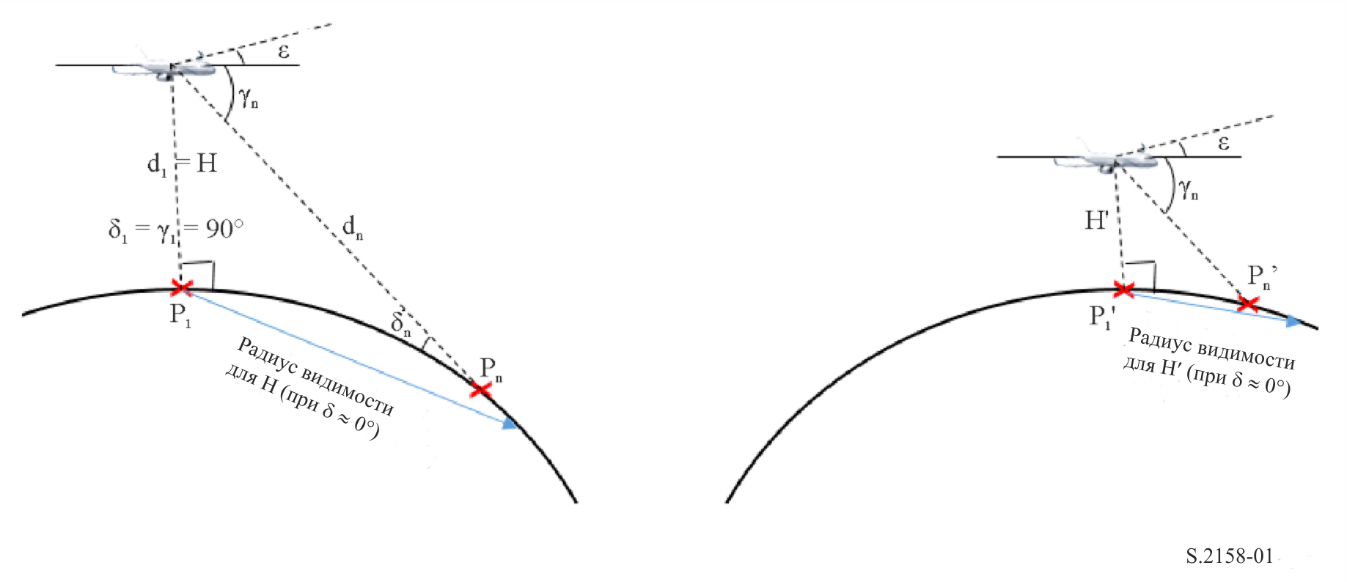 ε
γₙ
d₁ = H
δ₁ = γ₁ = 90°
dₙ
δₙ
P₁
Pₙ
Радиус видимости
для H (при δ ≈ 0°)
ε
γₙ
H'
Pₙ’
P₁'
Радиус видимости
для H′ (при δ ≈ 0°)
S.2158-01